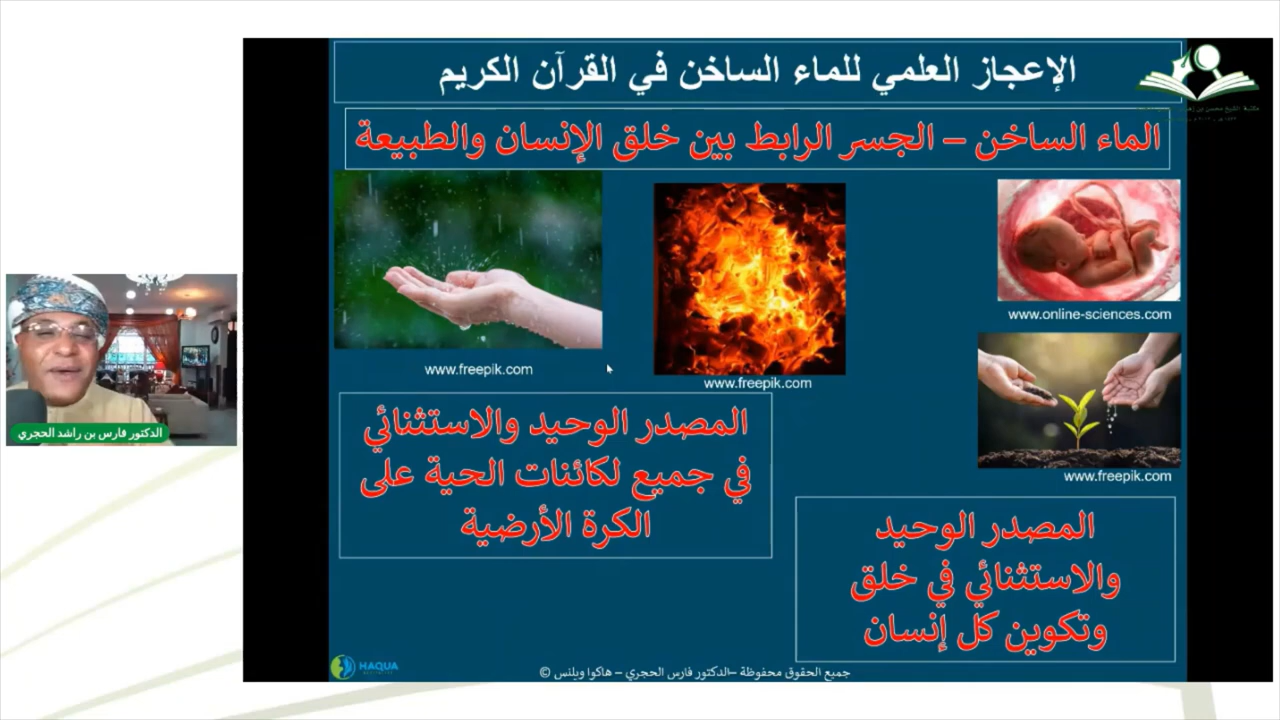 الإعجاز العلمي للماء الساخن في القرآن الكريم
الماء الساخن – الجسر الرابط بين خلق الإنسان والطبيعة
www.online-sciences.com
www.freepik.com
www.freepik.com
www.freepik.com
المصدر الوحيد والاستثنائي
في جميع لكائنات الحية على
الكرة الأرضية
المصدر الوحيد
والاستثنائي في خلق
وتكوين كل إنسان
الدكتور فارس بن راشد الحجري
HAQUA
جميع الحقوق محفوظة –الدكتور فارس الحجري – هاكوا ويلنس ©